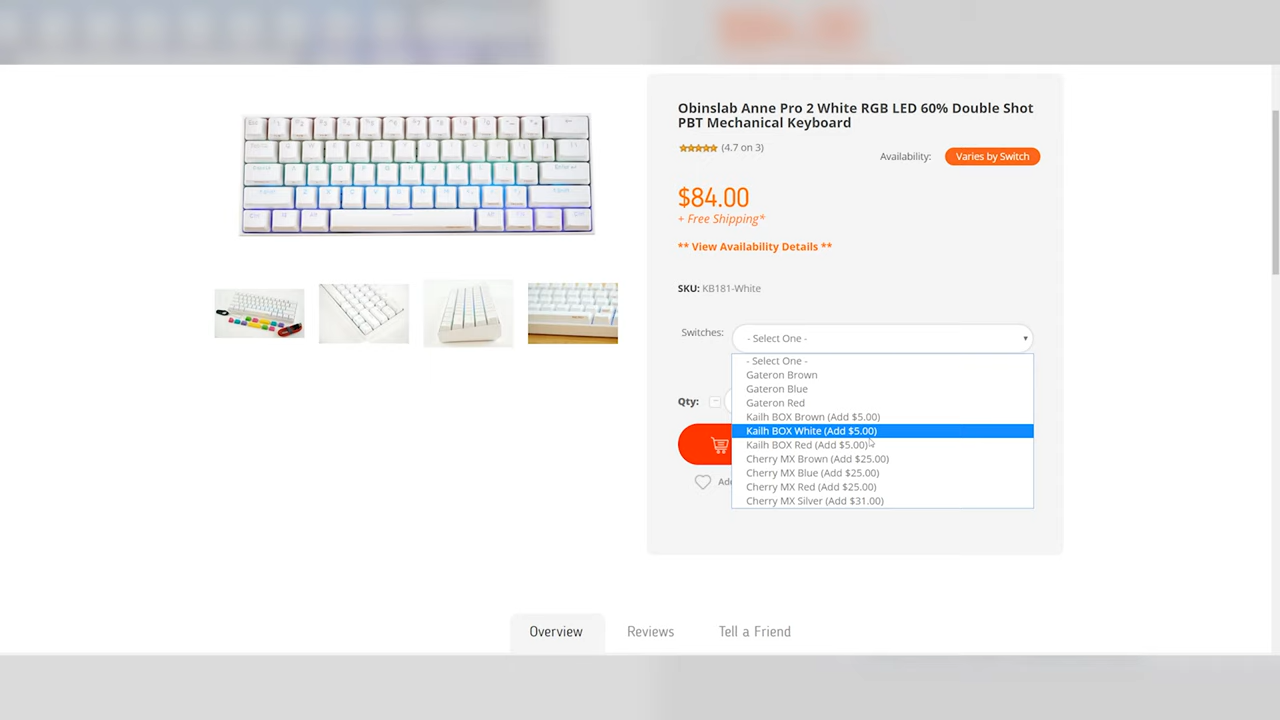 Obinslab Anne Pro 2 White RGB LED 60% Double Shot
PBT Mechanical Keyboard
(4.7 on 3)
Availability:
Varies by Switch
$84.00
+ Free Shipping*
** View Availability Details **
SKU: KB181-White
Switches:
- Select One -
- Select One -
Gateron Brown
Gateron Blue
Gateron Red
Kailh BOX Brown (Add $5.00)
Kailh BOX White (Add $5.00)
Kailh BOX Red (Add $5.00)
Cherry MX Brown (Add $25.00)
Cherry MX Blue (Add $25.00)
Cherry MX Red (Add $25.00)
Cherry MX Silver (Add $31.00)
Qty:
Overview
Reviews
Tell a Friend